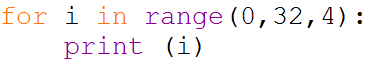 for i in range(0,32,4):
    print (i)